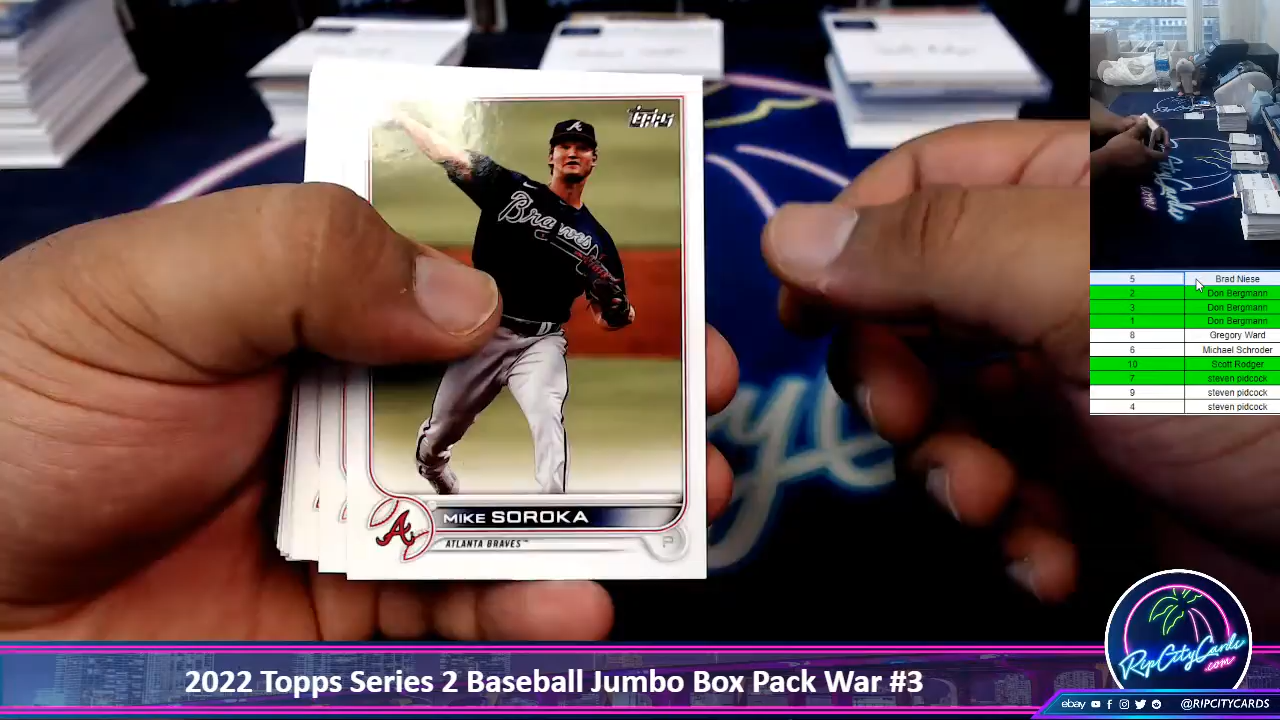 Topps
Braves
MIKE SOROKA
ATLANTA BRAVES™
P
5 Brad Niese
2 Don Bergmann
3 Don Bergmann
1 Don Bergmann
8 Gregory Ward
6 Michael Schroder
10 Scott Rodger
7 steven pidcock
9 steven pidcock
4 steven pidcock
RipCityCards
.com
2022 Topps Series 2 Baseball Jumbo Box Pack War #3
ebay @RIPCITYCARDS